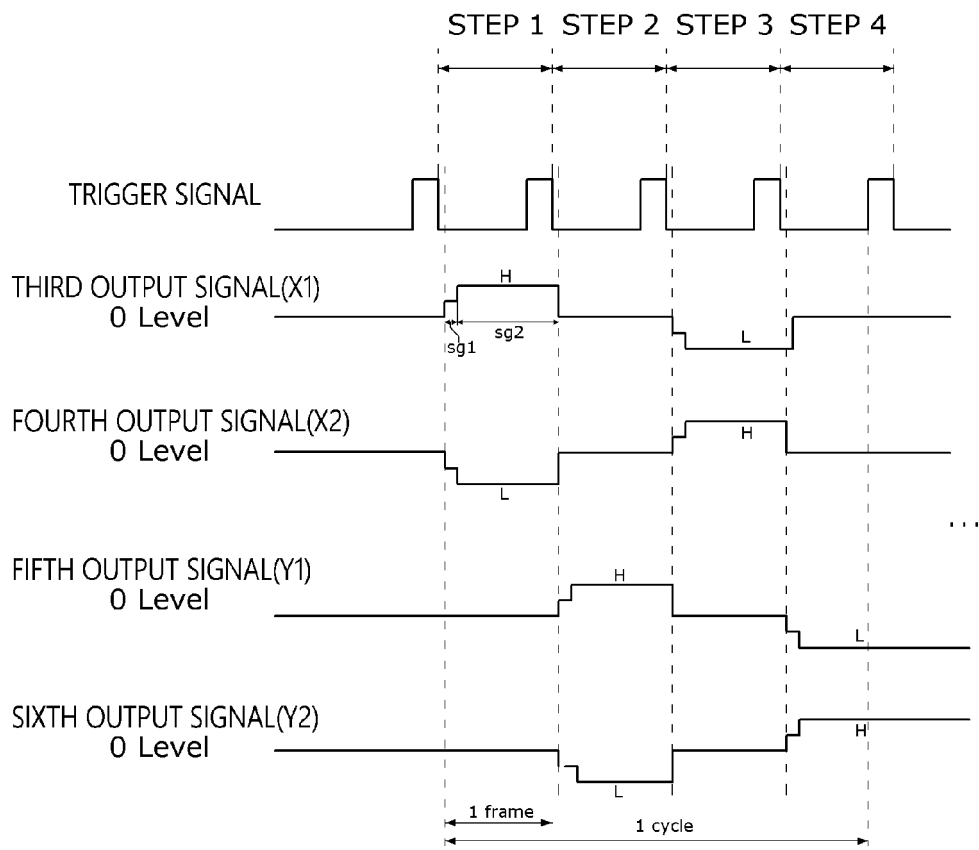 STEP 1 STEP 2 STEP 3 STEP 4
TRIGGER SIGNAL
THIRD OUTPUT SIGNAL(X1)
0 Level
H
sg1
sg2
L
FOURTH OUTPUT SIGNAL(X2)
0 Level
L
H
...
FIFTH OUTPUT SIGNAL(Y1)
0 Level
H
L
SIXTH OUTPUT SIGNAL(Y2)
0 Level
L
H
1 frame
1 cycle